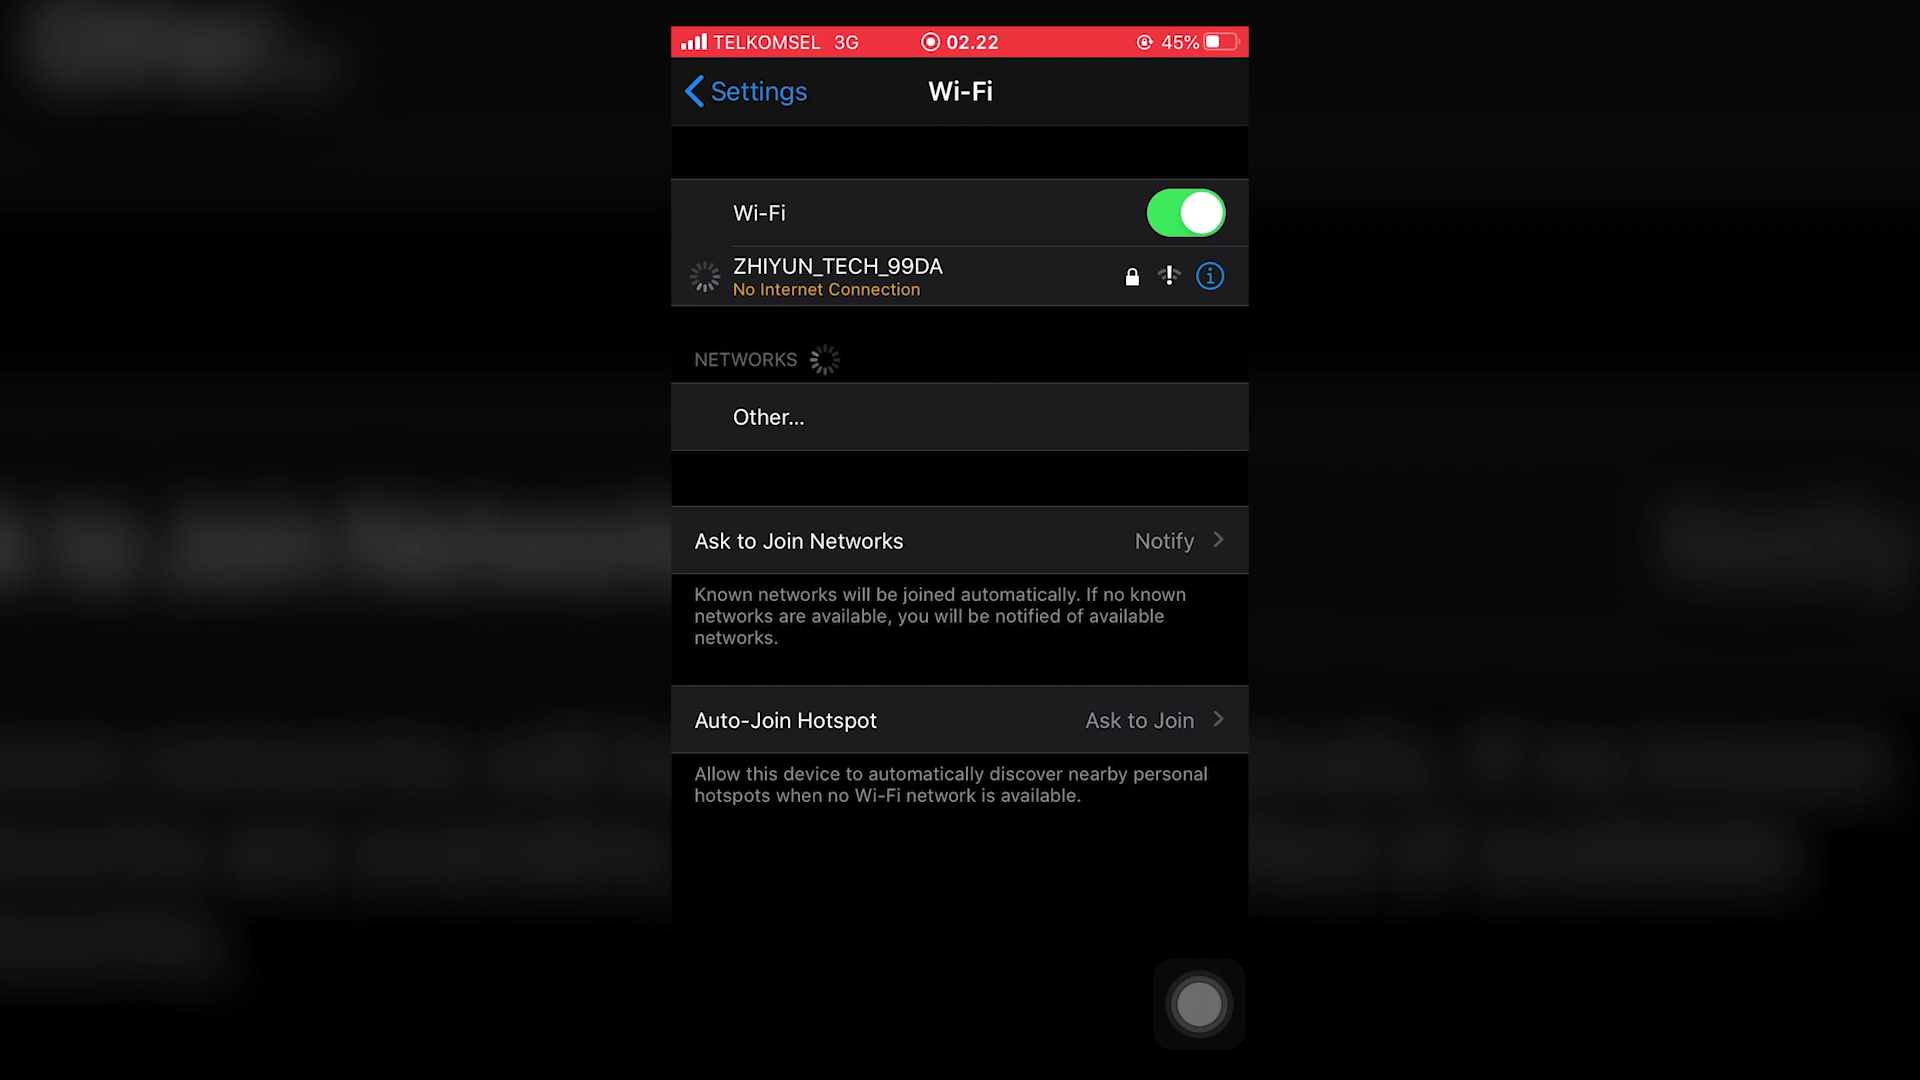 TELKOMSEL 3G 02.22 45%
Settings Wi-Fi
Wi-Fi
ZHIYUN_TECH_99DA
No Internet Connection
NETWORKS
Other...
Ask to Join Networks Notify
Known networks will be joined automatically. If no known
networks are available, you will be notified of available
networks.
Auto-Join Hotspot Ask to Join
Allow this device to automatically discover nearby personal
hotspots when no Wi-Fi network is available.